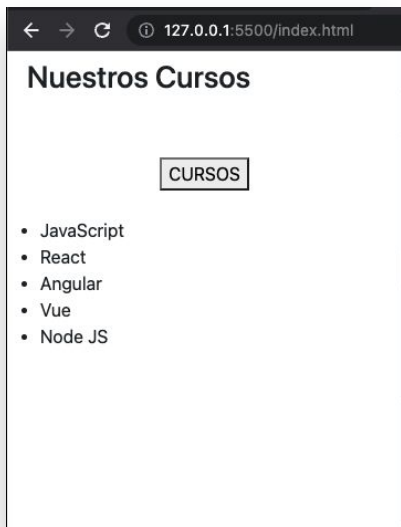 127.0.0.1:5500/index.html
Nuestros Cursos
CURSOS
JavaScript
React
Angular
Vue
Node JS